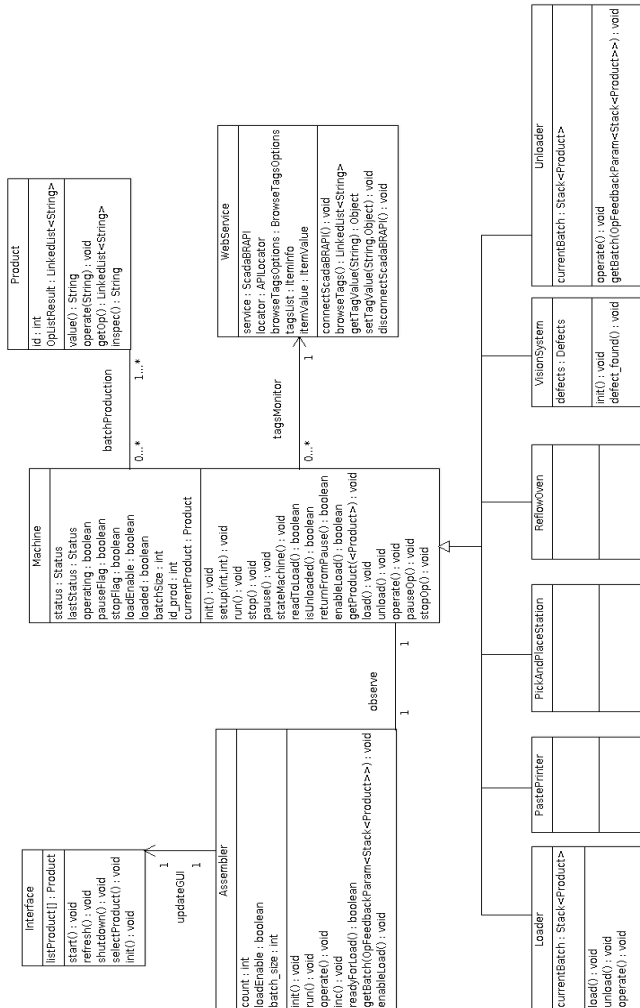 Product
id : int
OpListResult : LinkedList<String>
value() : String
operate(String) : void
getOp() : LinkedList<String>
inspec() : String
batchProduction
1...*
0...*
Machine
status : Status
lastStatus : Status
operating : boolean
pauseFlag : boolean
stopFlag : boolean
loadEnable : boolean
loaded : boolean
batchSize : int
id_prod : int
currentProduct : Product
init() : void
setup(int,int) : void
run() : void
stop() : void
pause() : void
stateMachine() : void
readToLoad() : boolean
isUnloaded() : boolean
returnFromPause() : boolean
enableLoad() : boolean
getProduct(<Product>) : void
load() : void
unload() : void
operate() : void
pauseOp() : void
stopOp() : void
WebService
service : ScadaBRAPI
locator : APILocator
browseTagsOptions : BrowseTagsOptions
tagsList : ItemInfo
itemValue : ItemValue
connectScadaBRAPI() : void
browseTags() : LinkedList<String>
getTagValue(String) : Object
setTagValue(String,Object) : void
disconnectScadaBRAPI() : void
tagsMonitor
1
0...*
Interface
listProduct[] : Product
start() : void
refresh() : void
shutdown() : void
selectProduct() : void
init() : void
updateGUI
1
1
Assembler
count : int
loadEnable : boolean
batch_size : int
init() : void
run() : void
operate() : void
inc() : void
readyForLoad() : boolean
getBatch(OpFeedbackParam<Stack<Product>>) : void
enableLoad() : void
observe
1
1
Loader
currentBatch : Stack<Product>
load() : void
unload() : void
operate() : void
PastePrinter
PickAndPlaceStation
ReflowOven
VisionSystem
defects : Defects
init() : void
defect_found() : void
Unloader
currentBatch : Stack<Product>
operate() : void
getBatch(OpFeedbackParam<Stack<Product>>) : void